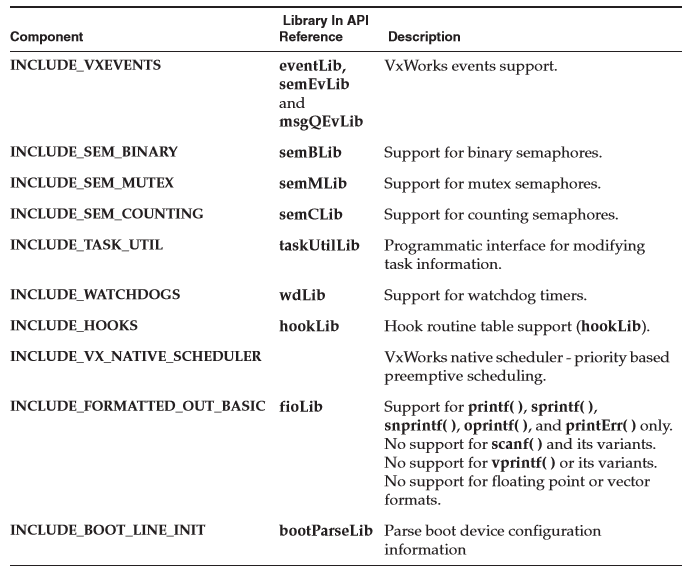 Component Library In API Reference Description
INCLUDE_VXEVENTS eventLib, VxWorks events support.
semEvLib
and
msgQEvLib
INCLUDE_SEM_BINARY semBLib Support for binary semaphores.
INCLUDE_SEM_MUTEX semMLib Support for mutex semaphores.
INCLUDE_SEM_COUNTING semCLib Support for counting semaphores.
INCLUDE_TASK_UTIL taskUtilLib Programmatic interface for modifying
task information.
INCLUDE_WATCHDOGS wdLib Support for watchdog timers.
INCLUDE_HOOKS hookLib Hook routine table support (hookLib).
INCLUDE_VX_NATIVE_SCHEDULER VxWorks native scheduler - priority based
preemptive scheduling.
INCLUDE_FORMATTED_OUT_BASIC fioLib Support for printf( ), sprintf( ),
snprintf( ), oprintf( ), and printErr( ) only.
No support for scanf( ) and its variants.
No support for vprintf( ) or its variants.
No support for floating point or vector
formats.
INCLUDE_BOOT_LINE_INIT bootParseLib Parse boot device configuration
information